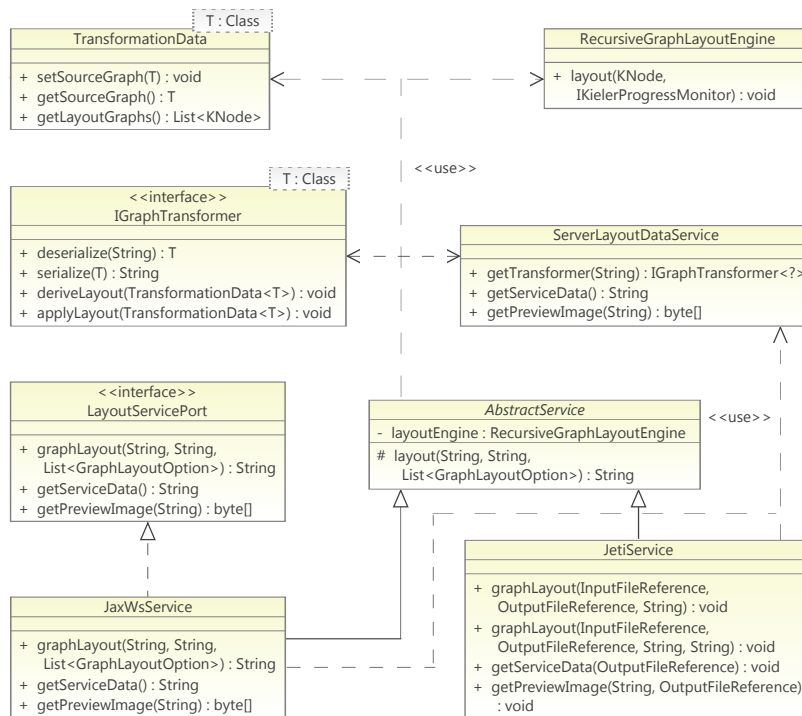 T : Class
TransformationData
+ setSourceGraph(T) : void
+ getSourceGraph() : T
+ getLayoutGraphs() : List<KNode>
RecursiveGraphLayoutEngine
+ layout(KNode,
IKielerProgressMonitor) : void
<<use>>
T : Class
<<interface>>
IGraphTransformer
+ deserialize(String) : T
+ serialize(T) : String
+ deriveLayout(TransformationData<T>) : void
+ applyLayout(TransformationData<T>) : void
ServerLayoutDataService
+ getTransformer(String) : IGraphTransformer<?>
+ getServiceData() : String
+ getPreviewImage(String) : byte[]
<<interface>>
LayoutServicePort
+ graphLayout(String, String,
List<GraphLayoutOption>) : String
+ getServiceData() : String
+ getPreviewImage(String) : byte[]
AbstractService
- layoutEngine : RecursiveGraphLayoutEngine
# layout(String, String,
List<GraphLayoutOption>) : String
<<use>>
JaxWsService
+ graphLayout(String, String,
List<GraphLayoutOption>) : String
+ getServiceData() : String
+ getPreviewImage(String) : byte[]
JetiService
+ graphLayout(InputFileReference,
OutputFileReference, String) : void
+ graphLayout(InputFileReference,
OutputFileReference, String, String) : void
+ getServiceData(OutputFileReference) : void
+ getPreviewImage(String, OutputFileReference)
: void